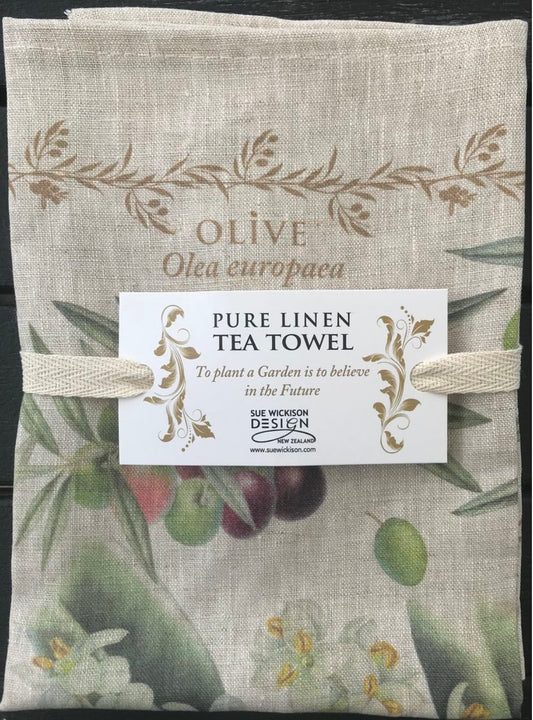 OLIVE
Olea europaea
PURE LINEN
TEA TOWEL
To plant a Garden is to believe
in the Future
SUE WICKISON
DESIGN
NEW ZEALAND
www.suewickison.com